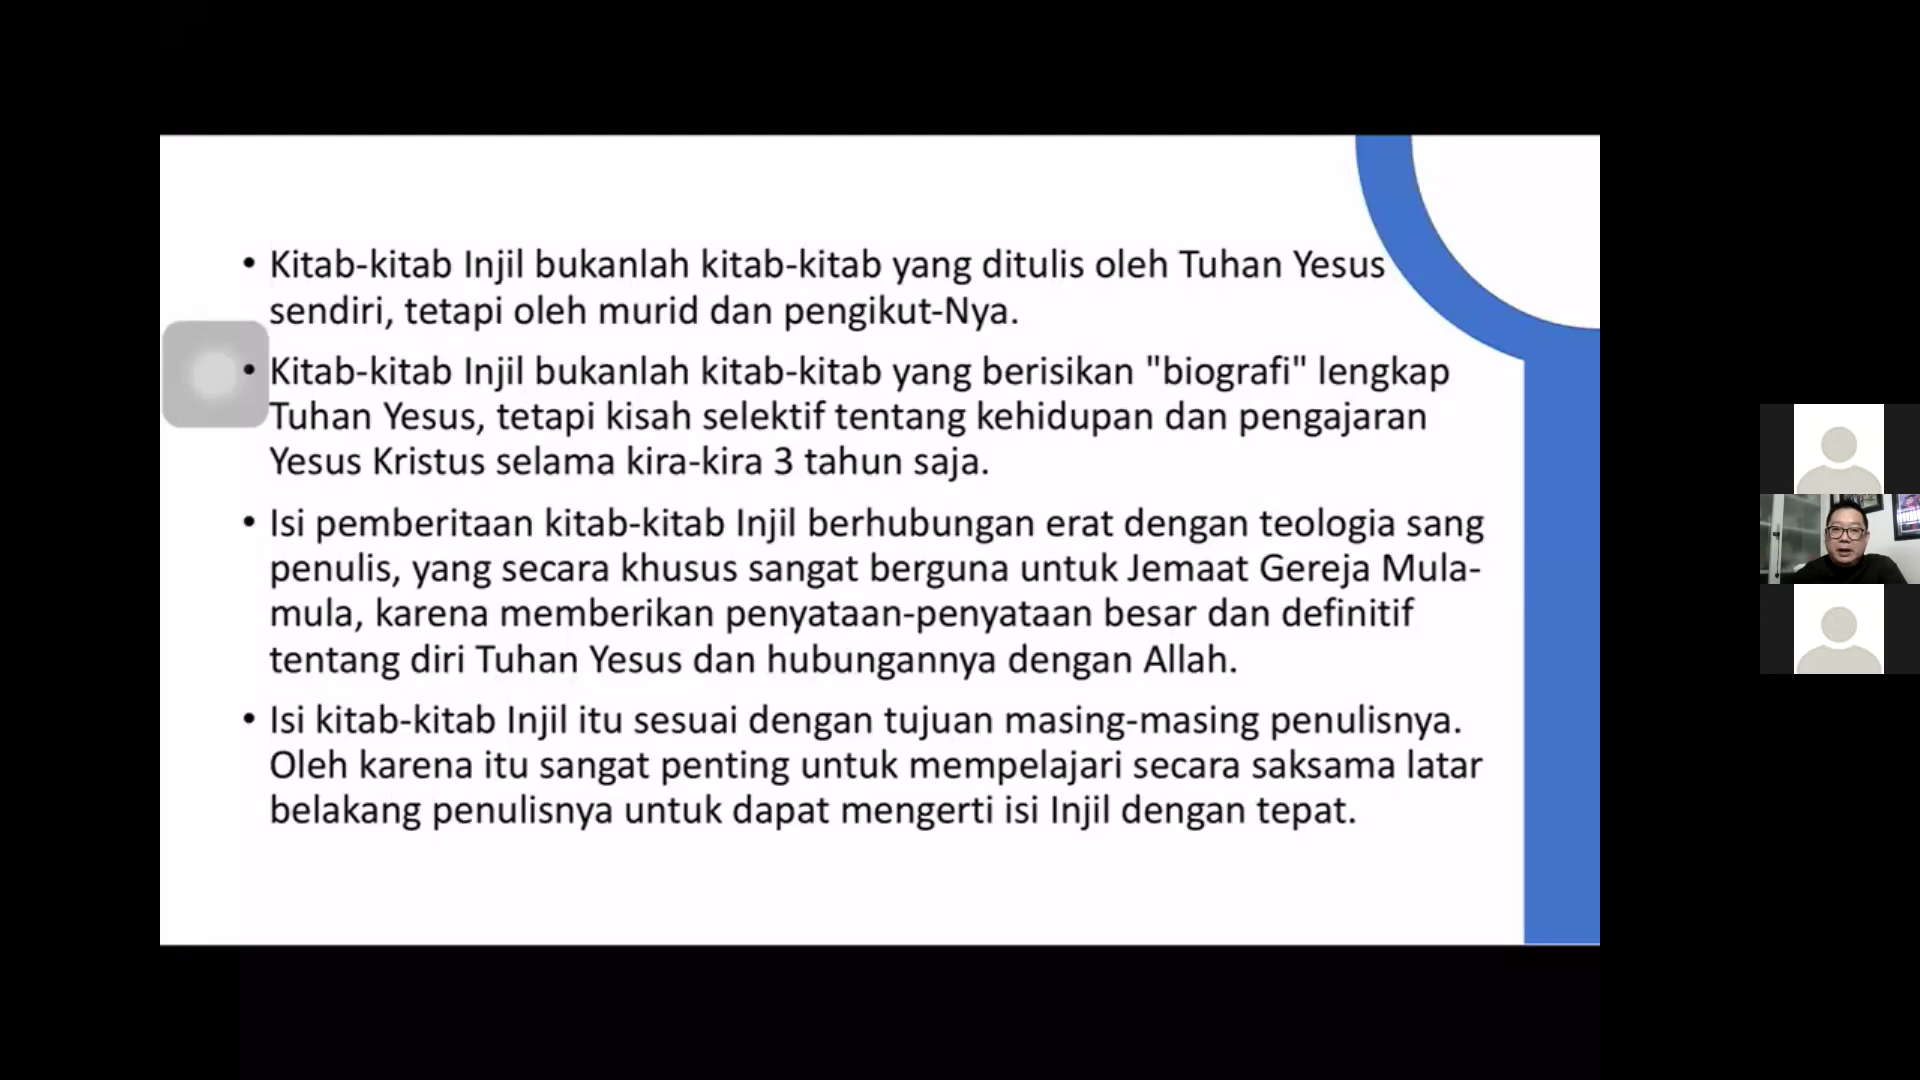 • Kitab-kitab Injil bukanlah kitab-kitab yang ditulis oleh Tuhan Yesus
sendiri, tetapi oleh murid dan pengikut-Nya.
• Kitab-kitab Injil bukanlah kitab-kitab yang berisikan "biografi" lengkap
Tuhan Yesus, tetapi kisah selektif tentang kehidupan dan pengajaran
Yesus Kristus selama kira-kira 3 tahun saja.
• Isi pemberitaan kitab-kitab Injil berhubungan erat dengan teologia sang
penulis, yang secara khusus sangat berguna untuk Jemaat Gereja Mula-
mula, karena memberikan penyataan-penyataan besar dan definitif
tentang diri Tuhan Yesus dan hubungannya dengan Allah.
• Isi kitab-kitab Injil itu sesuai dengan tujuan masing-masing penulisnya.
Oleh karena itu sangat penting untuk mempelajari secara saksama latar
belakang penulisnya untuk dapat mengerti isi Injil dengan tepat.